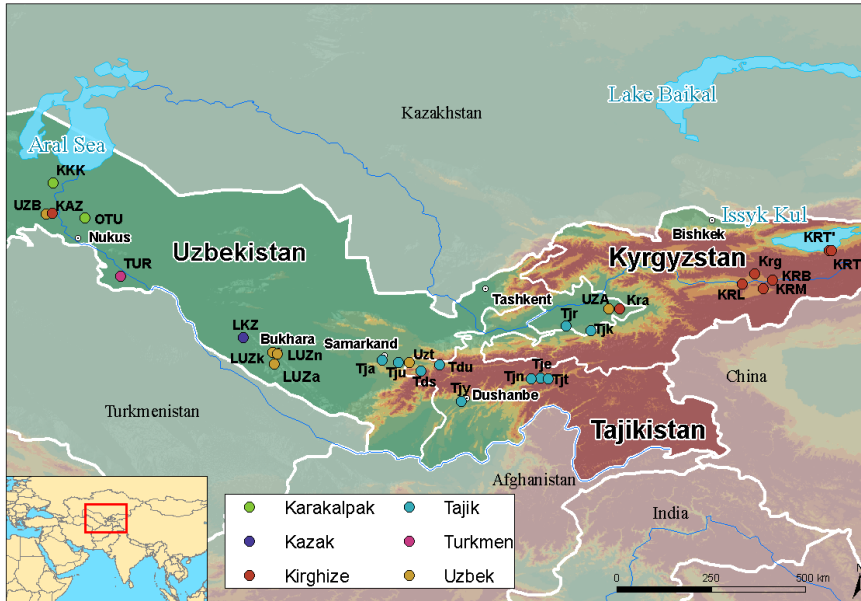 Lake Baikal
Kazakhstan
Aral Sea
KKK
UZB
KAZ
OTU
Nukus
Issyk Kul
Bishkek
KRT'
KRT
Uzbekistan
Kyrgyzstan
TUR
Krg
KRB
KRL
KRM
Tashkent
UZA
Kra
Tjr
Tjk
LKZ
Bukhara
Samarkand
LUZk
LUZn
LUZa
Tja
Tju
Uzt
Tds
Tdu
Tjn
Tje
Tjt
Tjy
Dushanbe
China
Turkmenistan
Tajikistan
Afghanistan
India
Karakalpak
Tajik
Kazak
Turkmen
Kirghize
Uzbek
0
250
500 km